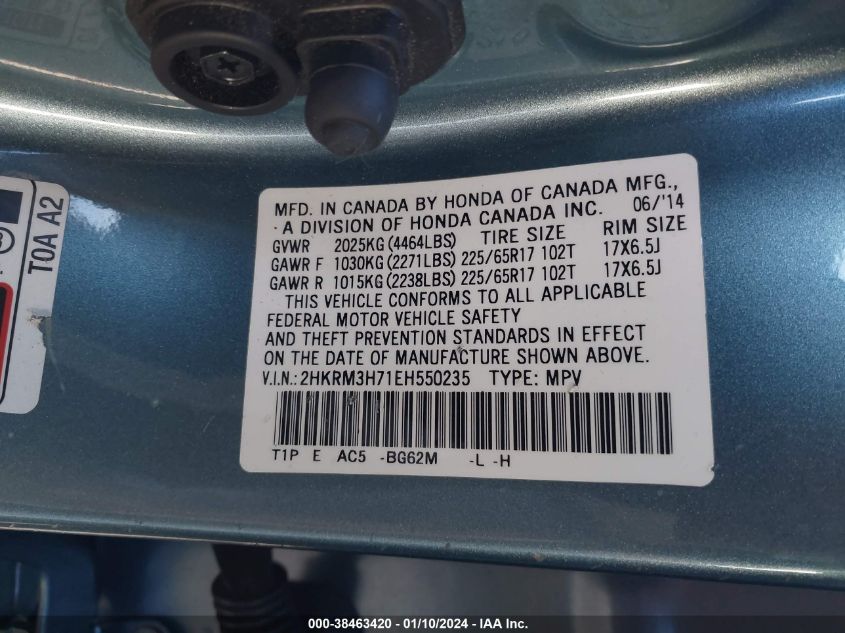 MFD. IN CANADA BY HONDA OF CANADA MFG.,
A DIVISION OF HONDA CANADA INC. 06/'14
GVWR 2025KG(4464LBS) TIRE SIZE RIM SIZE
GAWR F 1030KG(2271LBS) 225/65R17 102T 17X6.5J
GAWR R 1015KG(2238LBS) 225/65R17 102T 17X6.5J
THIS VEHICLE CONFORMS TO ALL APPLICABLE
FEDERAL MOTOR VEHICLE SAFETY
AND THEFT PREVENTION STANDARDS IN EFFECT
ON THE DATE OF MANUFACTURE SHOWN ABOVE.
V.I.N.: 2HKRM3H71EH550235 TYPE: MPV
T1P E AC5 -BG62M -L -H
T0A A2
000-38463420 - 01/10/2024 - IAA Inc.